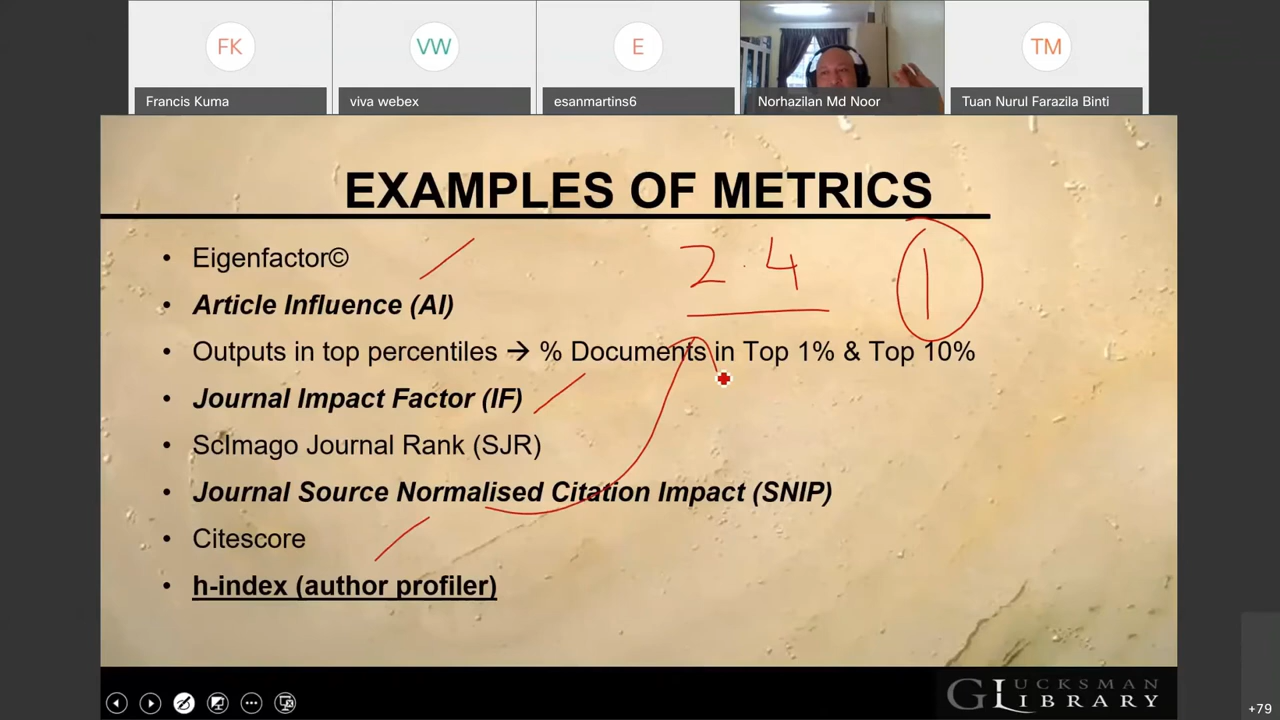 FK
VW
E
TM
Francis Kuma
viva webex
esanmartins6
Norhazilan Md Noor
Tuan Nurul Farazila Binti
EXAMPLES OF METRICS
• Eigenfactor©
2.4
1
• Article Influence (AI)
• Outputs in top percentiles → % Documents in Top 1% & Top 10%
• Journal Impact Factor (IF)
• ScImago Journal Rank (SJR)
• Journal Source Normalised Citation Impact (SNIP)
• Citescore
• h-index (author profiler)
GLUCKSMAN
LIBRARY
+79